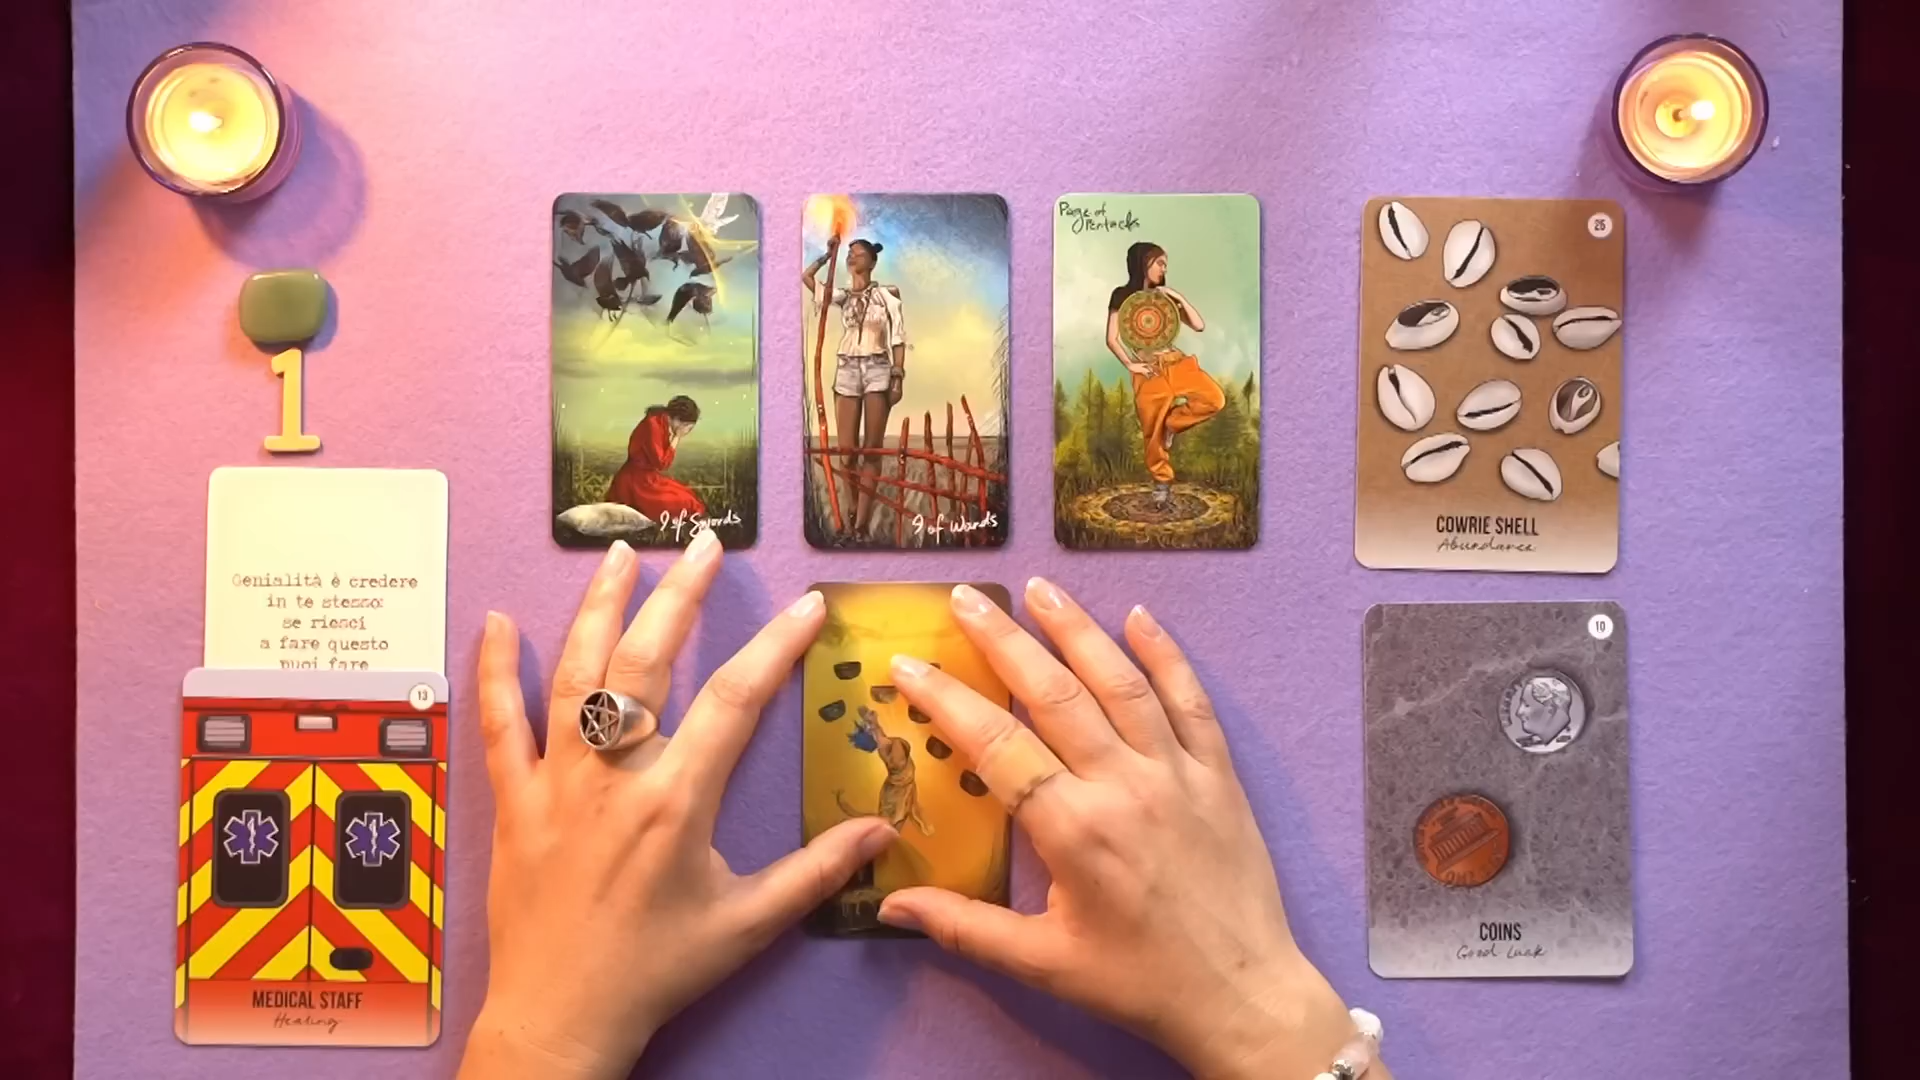 1
Genialità è credere
in te stesso:
se riesci
a fare questo
puoi fare
13
MEDICAL STAFF
Healing
9 of Swords
9 of Wands
Page of
Pentacls
25
COWRIE SHELL
Abundance
10
COINS
Good Luck